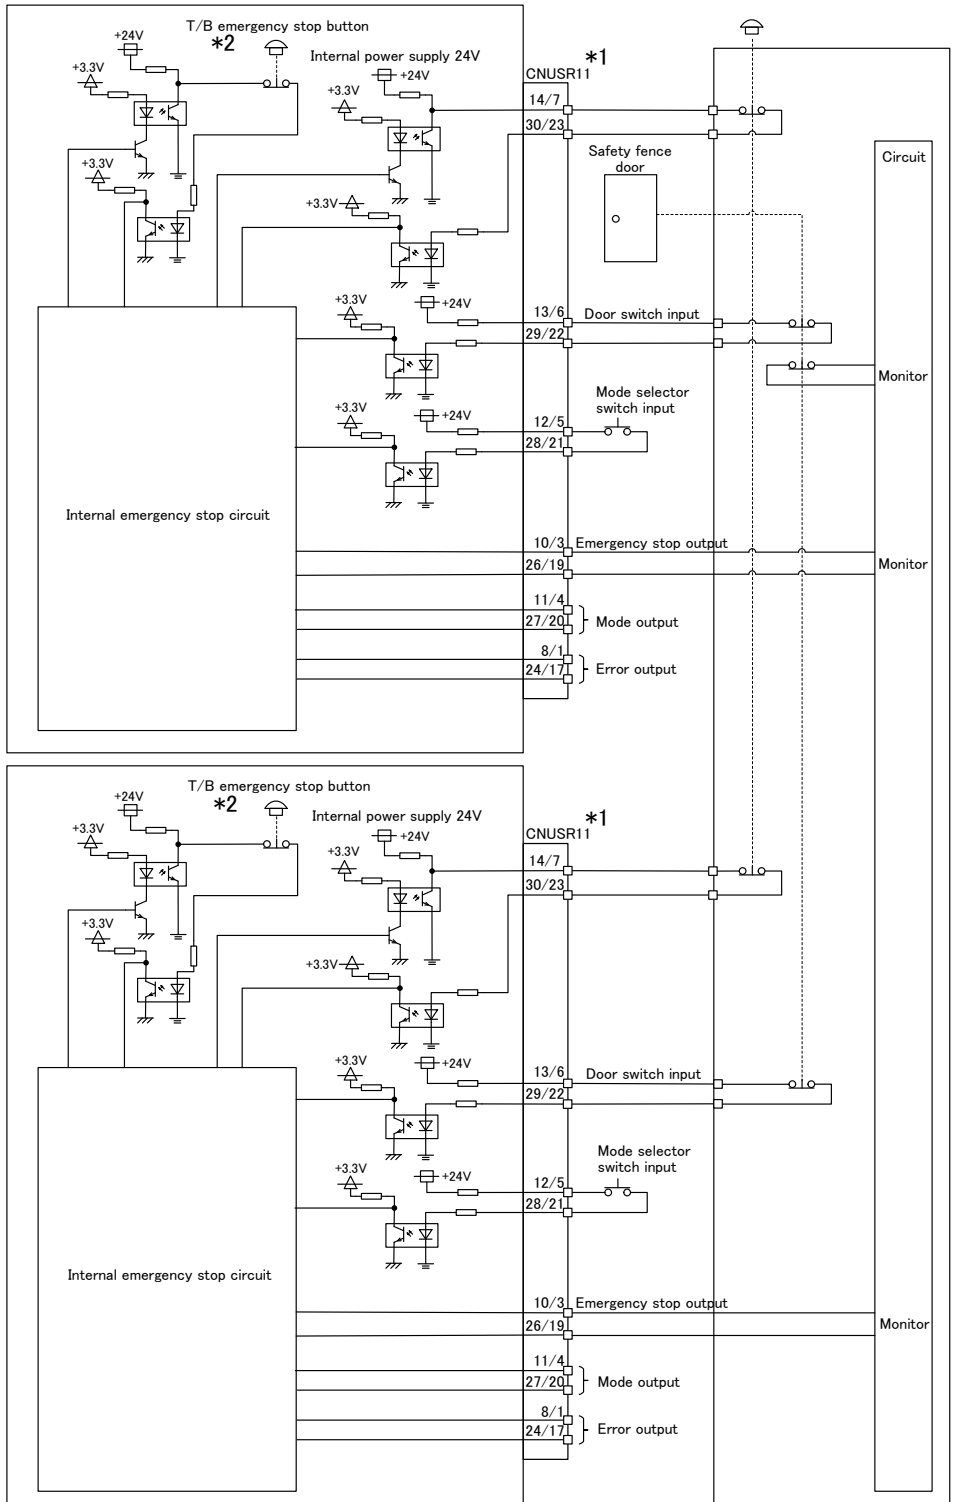 T/B emergency stop button
*2
+24V
+3.3V
Internal power supply 24V
*1
CNUSR11
+24V
+3.3V
14/7
30/23
Safety fence
door
Circuit
+3.3V
+3.3V
+3.3V
+24V
13/6
Door switch input
29/22
Monitor
Mode selector
switch input
+3.3V
+24V
12/5
28/21
Internal emergency stop circuit
10/3
Emergency stop output
26/19
Monitor
11/4
27/20
Mode output
8/1
24/17
Error output
T/B emergency stop button
*2
+24V
+3.3V
Internal power supply 24V
*1
CNUSR11
+24V
+3.3V
14/7
30/23
+3.3V
+3.3V
+3.3V
+24V
13/6
Door switch input
29/22
Mode selector
switch input
+3.3V
+24V
12/5
28/21
Internal emergency stop circuit
10/3
Emergency stop output
26/19
Monitor
11/4
27/20
Mode output
8/1
24/17
Error output